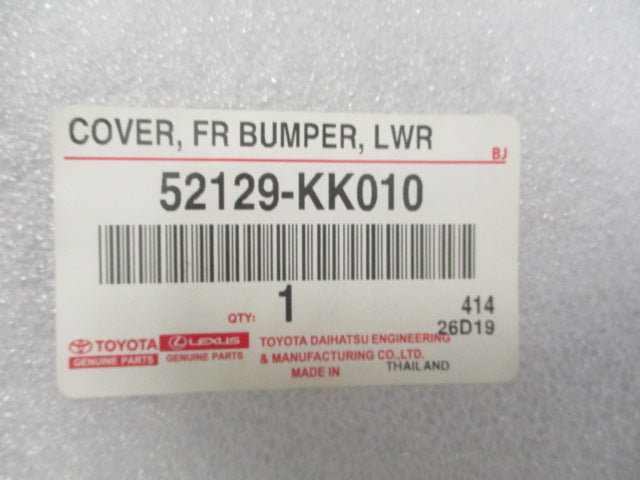 COVER, FR BUMPER, LWR
BJ
52129-KK010
QTY: 1
414
26D19
TOYOTA
GENUINE PARTS
LEXUS
GENUINE PARTS
TOYOTA DAIHATSU ENGINEERING
& MANUFACTURING CO.,LTD.
MADE IN THAILAND